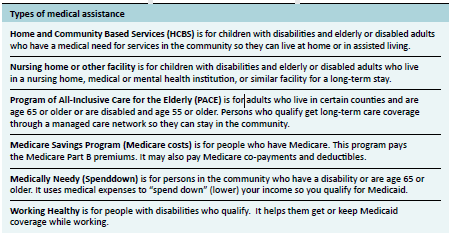 Types of medical assistance
Home and Community Based Services (HCBS) is for children with disabilities and elderly or disabled adults
who have a medical need for services in the community so they can live at home or in assisted living.
Nursing home or other facility is for children with disabilities and elderly or disabled adults who live
in a nursing home, medical or mental health institution, or similar facility for a long-term stay.
Program of All-Inclusive Care for the Elderly (PACE) is for adults who live in certain counties and are
age 65 or older or are disabled and age 55 or older. Persons who qualify get long-term care coverage
through a managed care network so they can stay in the community.
Medicare Savings Program (Medicare costs) is for people who have Medicare. This program pays
the Medicare Part B premiums. It may also pay Medicare co-payments and deductibles.
Medically Needy (Spenddown) is for persons in the community who have a disability or are age 65 or
older. It uses medical expenses to “spend down” (lower) your income so you qualify for Medicaid.
Working Healthy is for people with disabilities who qualify. It helps them get or keep Medicaid
coverage while working.